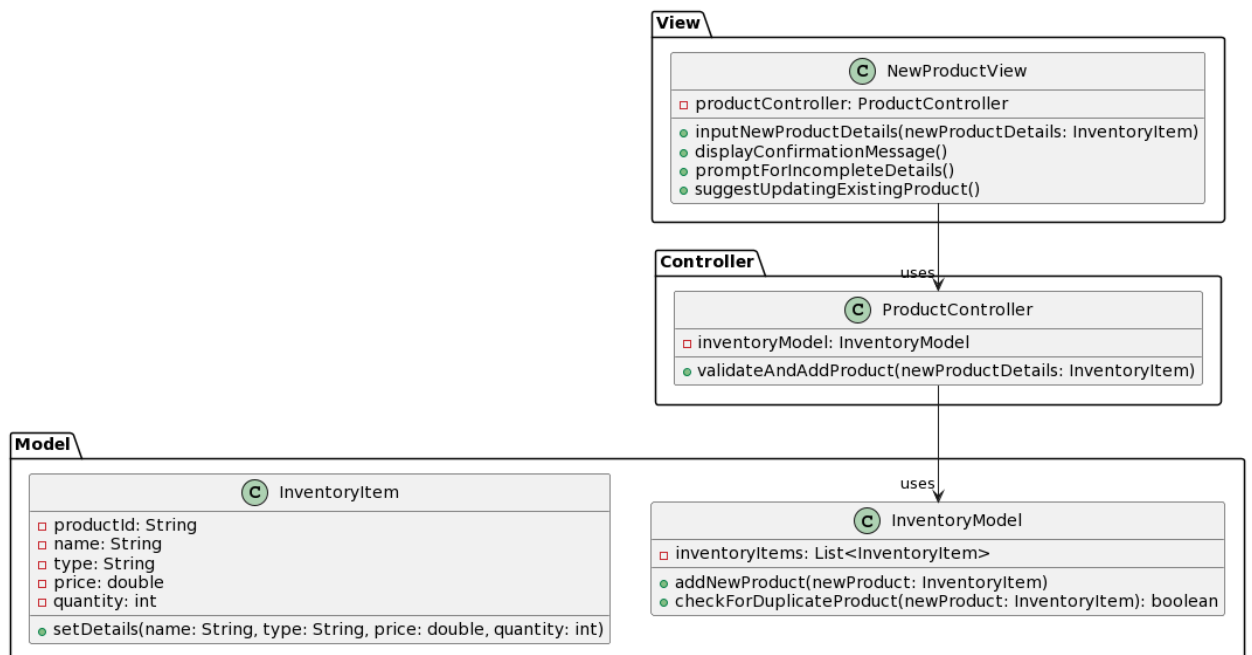 View
C NewProductView
productController: ProductController
inputNewProductDetails(newProductDetails: InventoryItem)
displayConfirmationMessage()
promptForIncompleteDetails()
suggestUpdatingExistingProduct()
uses
Controller
C ProductController
inventoryModel: InventoryModel
validateAndAddProduct(newProductDetails: InventoryItem)
uses
Model
C InventoryItem
productId: String
name: String
type: String
price: double
quantity: int
setDetails(name: String, type: String, price: double, quantity: int)
C InventoryModel
inventoryItems: List<InventoryItem>
addNewProduct(newProduct: InventoryItem)
checkForDuplicateProduct(newProduct: InventoryItem): boolean